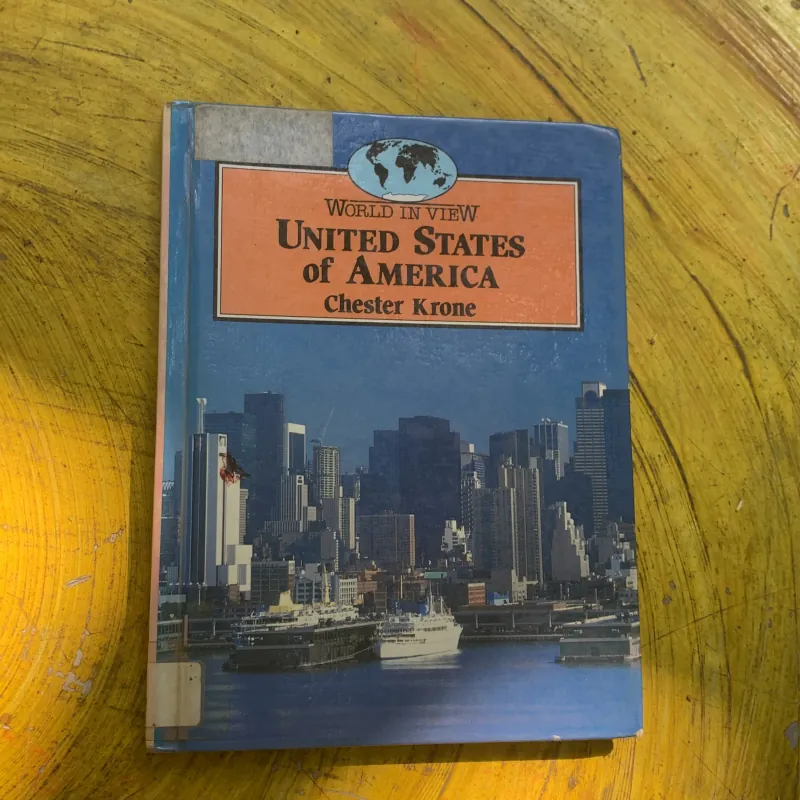 WORLD IN VIEW
UNITED STATES
of AMERICA
Chester Krone